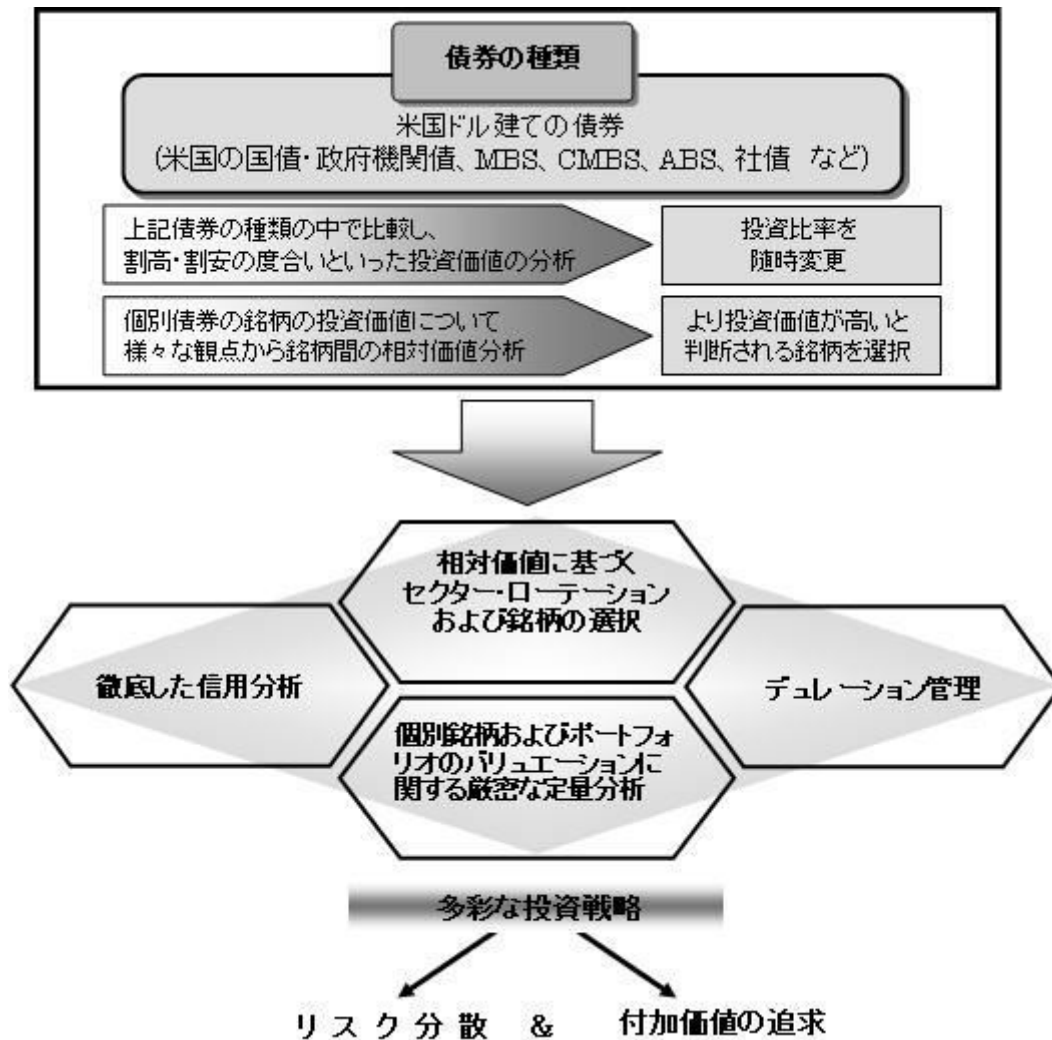 債券の種類
米国ドル建ての債券
(米国の国債・政府機関債、MBS、CMBS、ABS、社債 など)
上記債券の種類の中で比較し、
割高・割安の度合いといった投資価値の分析
投資比率を
随時変更
個別債券の銘柄の投資価値について
様々な観点から銘柄間の相対価値分析
より投資価値が高いと
判断される銘柄を選択
相対価値に基づく
セクター・ローテーション
および銘柄の選択
徹底した信用分析
デュレーション管理
個別銘柄およびポートフォ
リオのバリュエーションに
関する厳密な定量分析
多彩な投資戦略
リスク分散 & 付加価値の追求